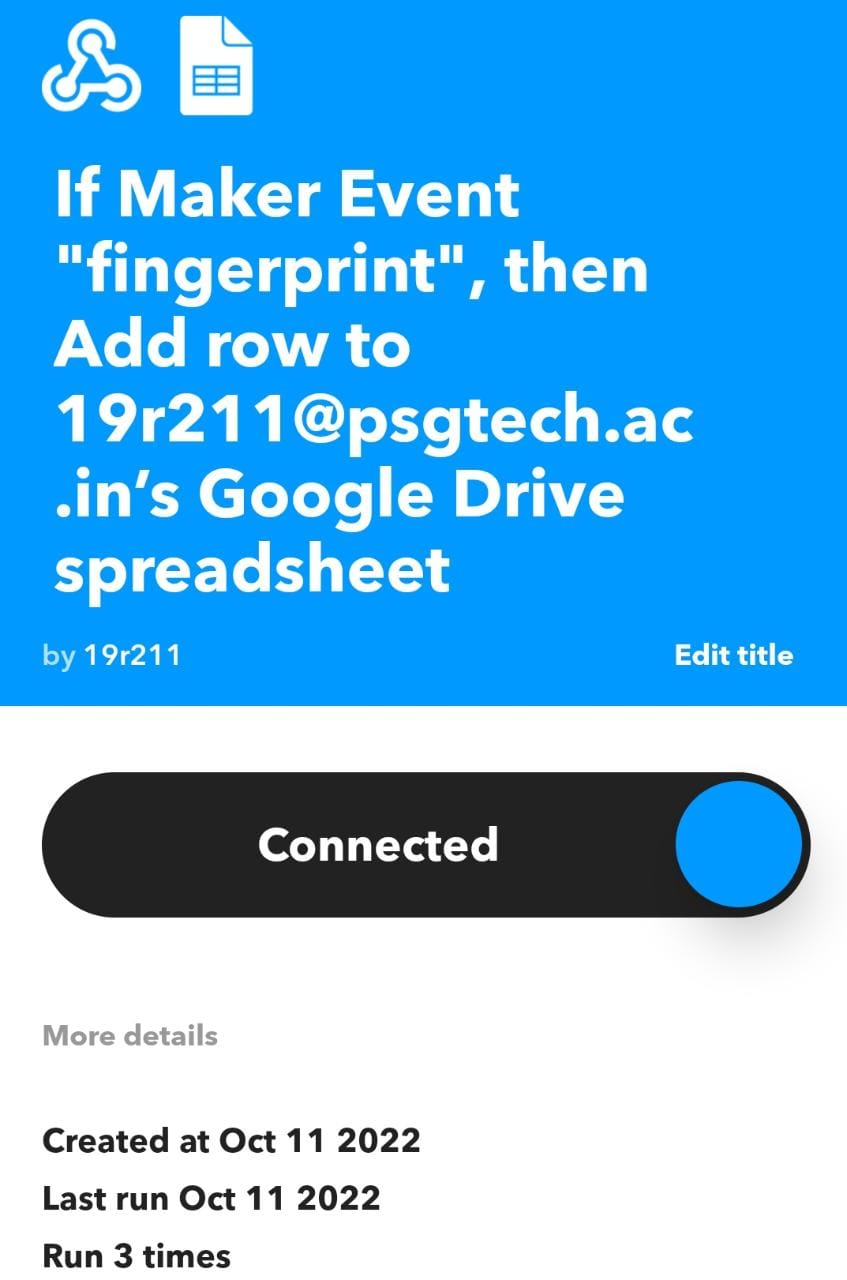 If Maker Event
"fingerprint", then
Add row to
19r211@psgtech.ac
.in’s Google Drive
spreadsheet
by 19r211
Edit title
Connected
More details
Created at Oct 11 2022
Last run Oct 11 2022
Run 3 times